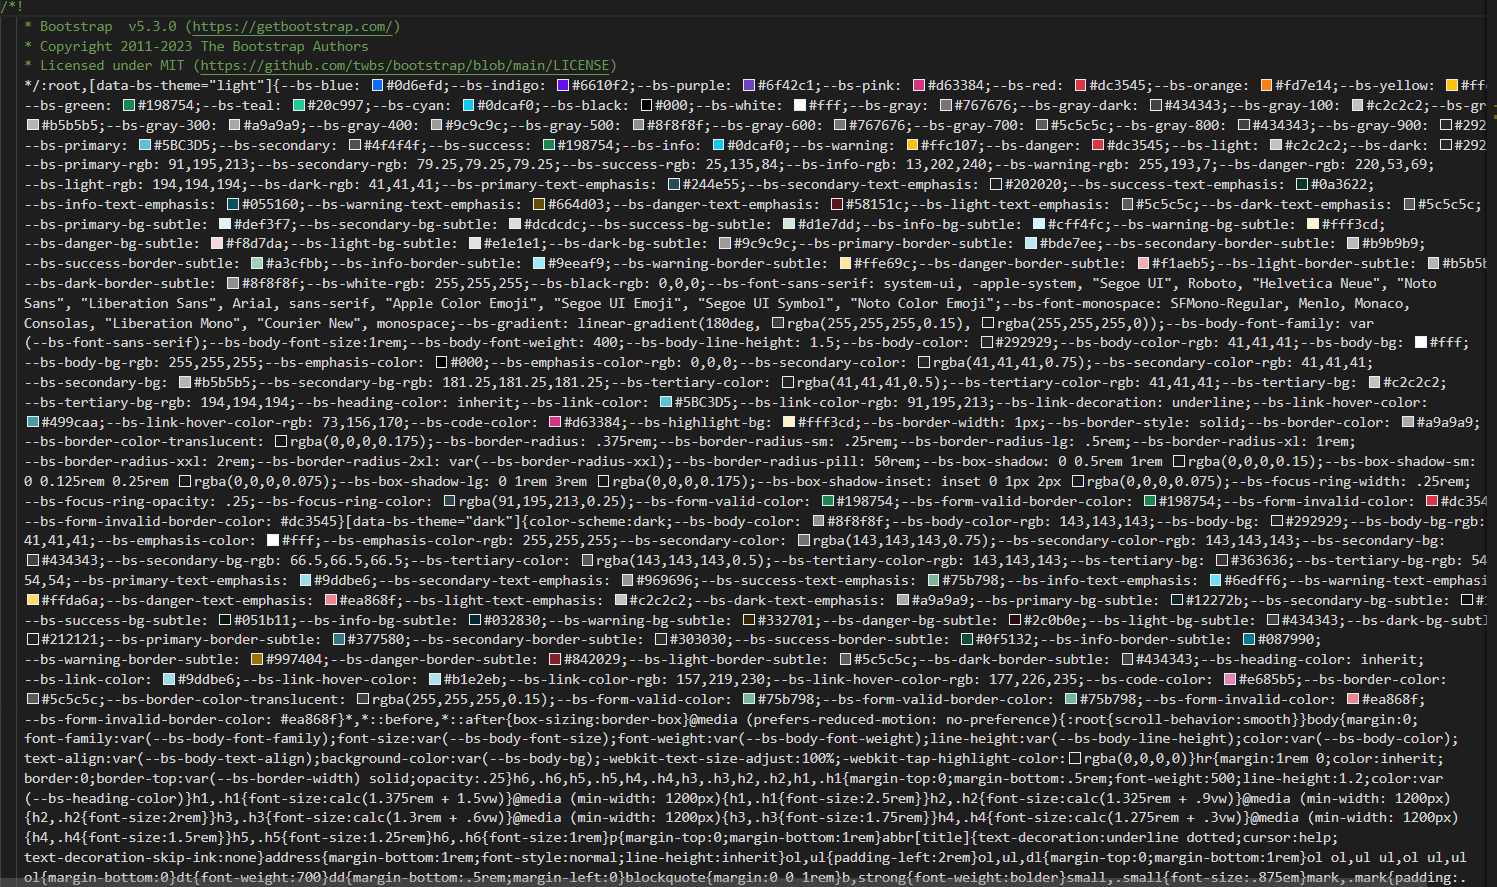 /*!
* Bootstrap  v5.3.0 (https://getbootstrap.com/)
* Copyright 2011-2023 The Bootstrap Authors
* Licensed under MIT (https://github.com/twbs/bootstrap/blob/main/LICENSE)
*/:root,[data-bs-theme="light"]{--bs-blue: #0d6efd;--bs-indigo: #6610f2;--bs-purple: #6f42c1;--bs-pink: #d63384;--bs-red: #dc3545;--bs-orange: #fd7e14;--bs-yellow: #ff
--bs-green: #198754;--bs-teal: #20c997;--bs-cyan: #0dcaf0;--bs-black: #000;--bs-white: #fff;--bs-gray: #767676;--bs-gray-dark: #434343;--bs-gray-100: #c2c2c2;--bs-gr
#b5b5b5;--bs-gray-300: #a9a9a9;--bs-gray-400: #9c9c9c;--bs-gray-500: #8f8f8f;--bs-gray-600: #767676;--bs-gray-700: #5c5c5c;--bs-gray-800: #434343;--bs-gray-900: #292
--bs-primary: #5BC3D5;--bs-secondary: #4f4f4f;--bs-success: #198754;--bs-info: #0dcaf0;--bs-warning: #ffc107;--bs-danger: #dc3545;--bs-light: #c2c2c2;--bs-dark: #292
--bs-primary-rgb: 91,195,213;--bs-secondary-rgb: 79.25,79.25,79.25;--bs-success-rgb: 25,135,84;--bs-info-rgb: 13,202,240;--bs-warning-rgb: 255,193,7;--bs-danger-rgb: 220,53,69;
--bs-light-rgb: 194,194,194;--bs-dark-rgb: 41,41,41;--bs-primary-text-emphasis: #244e55;--bs-secondary-text-emphasis: #202020;--bs-success-text-emphasis: #0a3622;
--bs-info-text-emphasis: #055160;--bs-warning-text-emphasis: #664d03;--bs-danger-text-emphasis: #58151c;--bs-light-text-emphasis: #5c5c5c;--bs-dark-text-emphasis: #5c5c5c;
--bs-primary-bg-subtle: #def3f7;--bs-secondary-bg-subtle: #dcdcdc;--bs-success-bg-subtle: #d1e7dd;--bs-info-bg-subtle: #cff4fc;--bs-warning-bg-subtle: #fff3cd;
--bs-danger-bg-subtle: #f8d7da;--bs-light-bg-subtle: #e1e1e1;--bs-dark-bg-subtle: #9c9c9c;--bs-primary-border-subtle: #bde7ee;--bs-secondary-border-subtle: #b9b9b9;
--bs-success-border-subtle: #a3cfbb;--bs-info-border-subtle: #9eeaf9;--bs-warning-border-subtle: #ffe69c;--bs-danger-border-subtle: #f1aeb5;--bs-light-border-subtle: #b5b5b
--bs-dark-border-subtle: #8f8f8f;--bs-white-rgb: 255,255,255;--bs-black-rgb: 0,0,0;--bs-font-sans-serif: system-ui, -apple-system, "Segoe UI", Roboto, "Helvetica Neue", "Noto
Sans", "Liberation Sans", Arial, sans-serif, "Apple Color Emoji", "Segoe UI Emoji", "Segoe UI Symbol", "Noto Color Emoji";--bs-font-monospace: SFMono-Regular, Menlo, Monaco,
Consolas, "Liberation Mono", "Courier New", monospace;--bs-gradient: linear-gradient(180deg, rgba(255,255,255,0.15), rgba(255,255,255,0));--bs-body-font-family: var
(--bs-font-sans-serif);--bs-body-font-size:1rem;--bs-body-font-weight: 400;--bs-body-line-height: 1.5;--bs-body-color: #292929;--bs-body-color-rgb: 41,41,41;--bs-body-bg: #fff;
--bs-body-bg-rgb: 255,255,255;--bs-emphasis-color: #000;--bs-emphasis-color-rgb: 0,0,0;--bs-secondary-color: rgba(41,41,41,0.75);--bs-secondary-color-rgb: 41,41,41;
--bs-secondary-bg: #b5b5b5;--bs-secondary-bg-rgb: 181.25,181.25,181.25;--bs-tertiary-color: rgba(41,41,41,0.5);--bs-tertiary-color-rgb: 41,41,41;--bs-tertiary-bg: #c2c2c2;
--bs-tertiary-bg-rgb: 194,194,194;--bs-heading-color: inherit;--bs-link-color: #5BC3D5;--bs-link-color-rgb: 91,195,213;--bs-link-decoration: underline;--bs-link-hover-color:
#499caa;--bs-link-hover-color-rgb: 73,156,170;--bs-code-color: #d63384;--bs-highlight-bg: #fff3cd;--bs-border-width: 1px;--bs-border-style: solid;--bs-border-color: #a9a9a9;
--bs-border-color-translucent: rgba(0,0,0,0.175);--bs-border-radius: .375rem;--bs-border-radius-sm: .25rem;--bs-border-radius-lg: .5rem;--bs-border-radius-xl: 1rem;
--bs-border-radius-xxl: 2rem;--bs-border-radius-2xl: var(--bs-border-radius-xxl);--bs-border-radius-pill: 50rem;--bs-box-shadow: 0 0.5rem 1rem rgba(0,0,0,0.15);--bs-box-shadow-sm:
0 0.125rem 0.25rem rgba(0,0,0,0.075);--bs-box-shadow-lg: 0 1rem 3rem rgba(0,0,0,0.175);--bs-box-shadow-inset: inset 0 1px 2px rgba(0,0,0,0.075);--bs-focus-ring-width: .25rem;
--bs-focus-ring-opacity: .25;--bs-focus-ring-color: rgba(91,195,213,0.25);--bs-form-valid-color: #198754;--bs-form-valid-border-color: #198754;--bs-form-invalid-color: #dc354
--bs-form-invalid-border-color: #dc3545}[data-bs-theme="dark"]{color-scheme:dark;--bs-body-color: #8f8f8f;--bs-body-color-rgb: 143,143,143;--bs-body-bg: #292929;--bs-body-bg-rgb:
41,41,41;--bs-emphasis-color: #fff;--bs-emphasis-color-rgb: 255,255,255;--bs-secondary-color: rgba(143,143,143,0.75);--bs-secondary-color-rgb: 143,143,143;--bs-secondary-bg:
#434343;--bs-secondary-bg-rgb: 66.5,66.5,66.5;--bs-tertiary-color: rgba(143,143,143,0.5);--bs-tertiary-color-rgb: 143,143,143;--bs-tertiary-bg: #363636;--bs-tertiary-bg-rgb: 54
54,54;--bs-primary-text-emphasis: #9ddbe6;--bs-secondary-text-emphasis: #969696;--bs-success-text-emphasis: #75b798;--bs-info-text-emphasis: #6edff6;--bs-warning-text-emphasi
#ffda6a;--bs-danger-text-emphasis: #ea868f;--bs-light-text-emphasis: #c2c2c2;--bs-dark-text-emphasis: #a9a9a9;--bs-primary-bg-subtle: #12272b;--bs-secondary-bg-subtle: #1
--bs-success-bg-subtle: #051b11;--bs-info-bg-subtle: #032830;--bs-warning-bg-subtle: #332701;--bs-danger-bg-subtle: #2c0b0e;--bs-light-bg-subtle: #434343;--bs-dark-bg-subtl
#212121;--bs-primary-border-subtle: #377580;--bs-secondary-border-subtle: #303030;--bs-success-border-subtle: #0f5132;--bs-info-border-subtle: #087990;
--bs-warning-border-subtle: #997404;--bs-danger-border-subtle: #842029;--bs-light-border-subtle: #5c5c5c;--bs-dark-border-subtle: #434343;--bs-heading-color: inherit;
--bs-link-color: #9ddbe6;--bs-link-hover-color: #b1e2eb;--bs-link-color-rgb: 157,219,230;--bs-link-hover-color-rgb: 177,226,235;--bs-code-color: #e685b5;--bs-border-color:
#5c5c5c;--bs-border-color-translucent: rgba(255,255,255,0.15);--bs-form-valid-color: #75b798;--bs-form-valid-border-color: #75b798;--bs-form-invalid-color: #ea868f;
--bs-form-invalid-border-color: #ea868f}*,*::before,*::after{box-sizing:border-box}@media (prefers-reduced-motion: no-preference){:root{scroll-behavior:smooth}}body{margin:0;
font-family:var(--bs-body-font-family);font-size:var(--bs-body-font-size);font-weight:var(--bs-body-font-weight);line-height:var(--bs-body-line-height);color:var(--bs-body-color);
text-align:var(--bs-body-text-align);background-color:var(--bs-body-bg);-webkit-text-size-adjust:100%;-webkit-tap-highlight-color:rgba(0,0,0,0)}hr{margin:1rem 0;color:inherit;
border:0;border-top:var(--bs-border-width) solid;opacity:.25}h6,.h6,h5,.h5,h4,.h4,h3,.h3,h2,.h2,h1,.h1{margin-top:0;margin-bottom:.5rem;font-weight:500;line-height:1.2;color:var
(--bs-heading-color)}h1,.h1{font-size:calc(1.375rem + 1.5vw)}@media (min-width: 1200px){h1,.h1{font-size:2.5rem}}h2,.h2{font-size:calc(1.325rem + .9vw)}@media (min-width: 1200px)
{h2,.h2{font-size:2rem}}h3,.h3{font-size:calc(1.3rem + .6vw)}@media (min-width: 1200px){h3,.h3{font-size:1.75rem}}h4,.h4{font-size:calc(1.275rem + .3vw)}@media (min-width: 1200px)
{h4,.h4{font-size:1.5rem}}h5,.h5{font-size:1.25rem}h6,.h6{font-size:1rem}p{margin-top:0;margin-bottom:1rem}abbr[title]{text-decoration:underline dotted;cursor:help;
text-decoration-skip-ink:none}address{margin-bottom:1rem;font-style:normal;line-height:inherit}ol,ul{padding-left:2rem}ol,ul,dl{margin-top:0;margin-bottom:1rem}ol ol,ul ul,ol ul,ul
ol{margin-bottom:0}dt{font-weight:700}dd{margin-bottom:.5rem;margin-left:0}blockquote{margin:0 0 1rem}b,strong{font-weight:bolder}small,.small{font-size:.875em}mark,.mark{padding:.